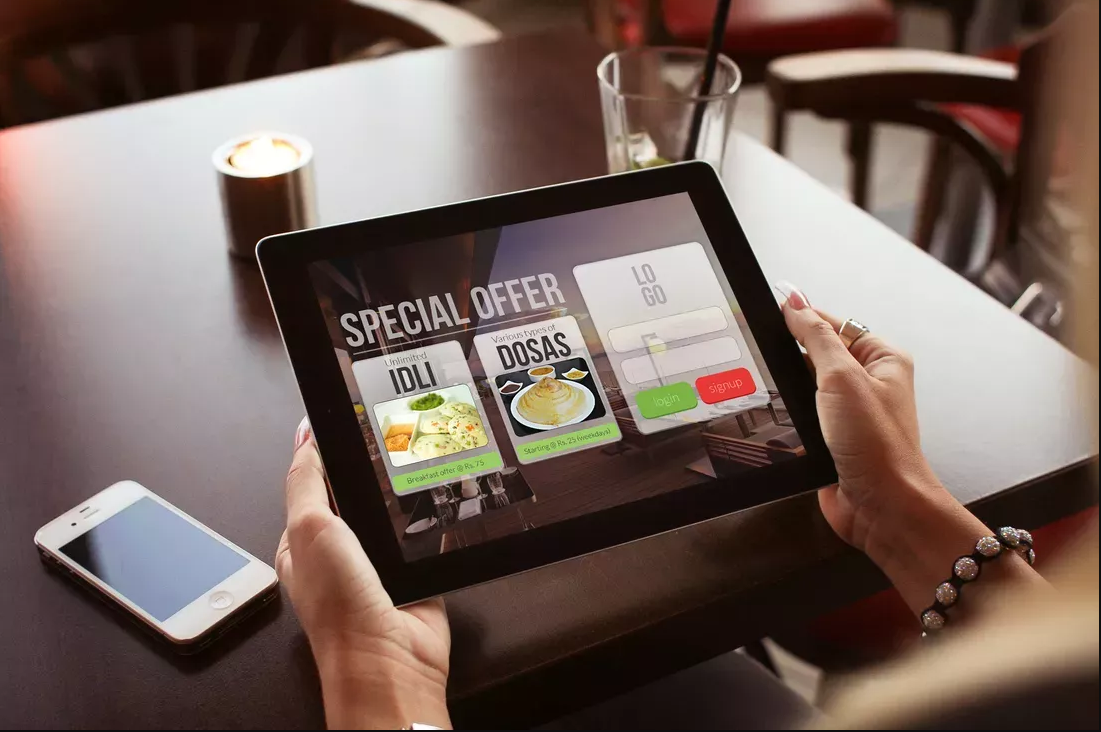 SPECIAL OFFER
Unlimited
IDLI
Breakfast offer @ Rs. 75
Various types of
DOSAS
Starting @ Rs. 25 (weekdays)
LO
GO
login
signup